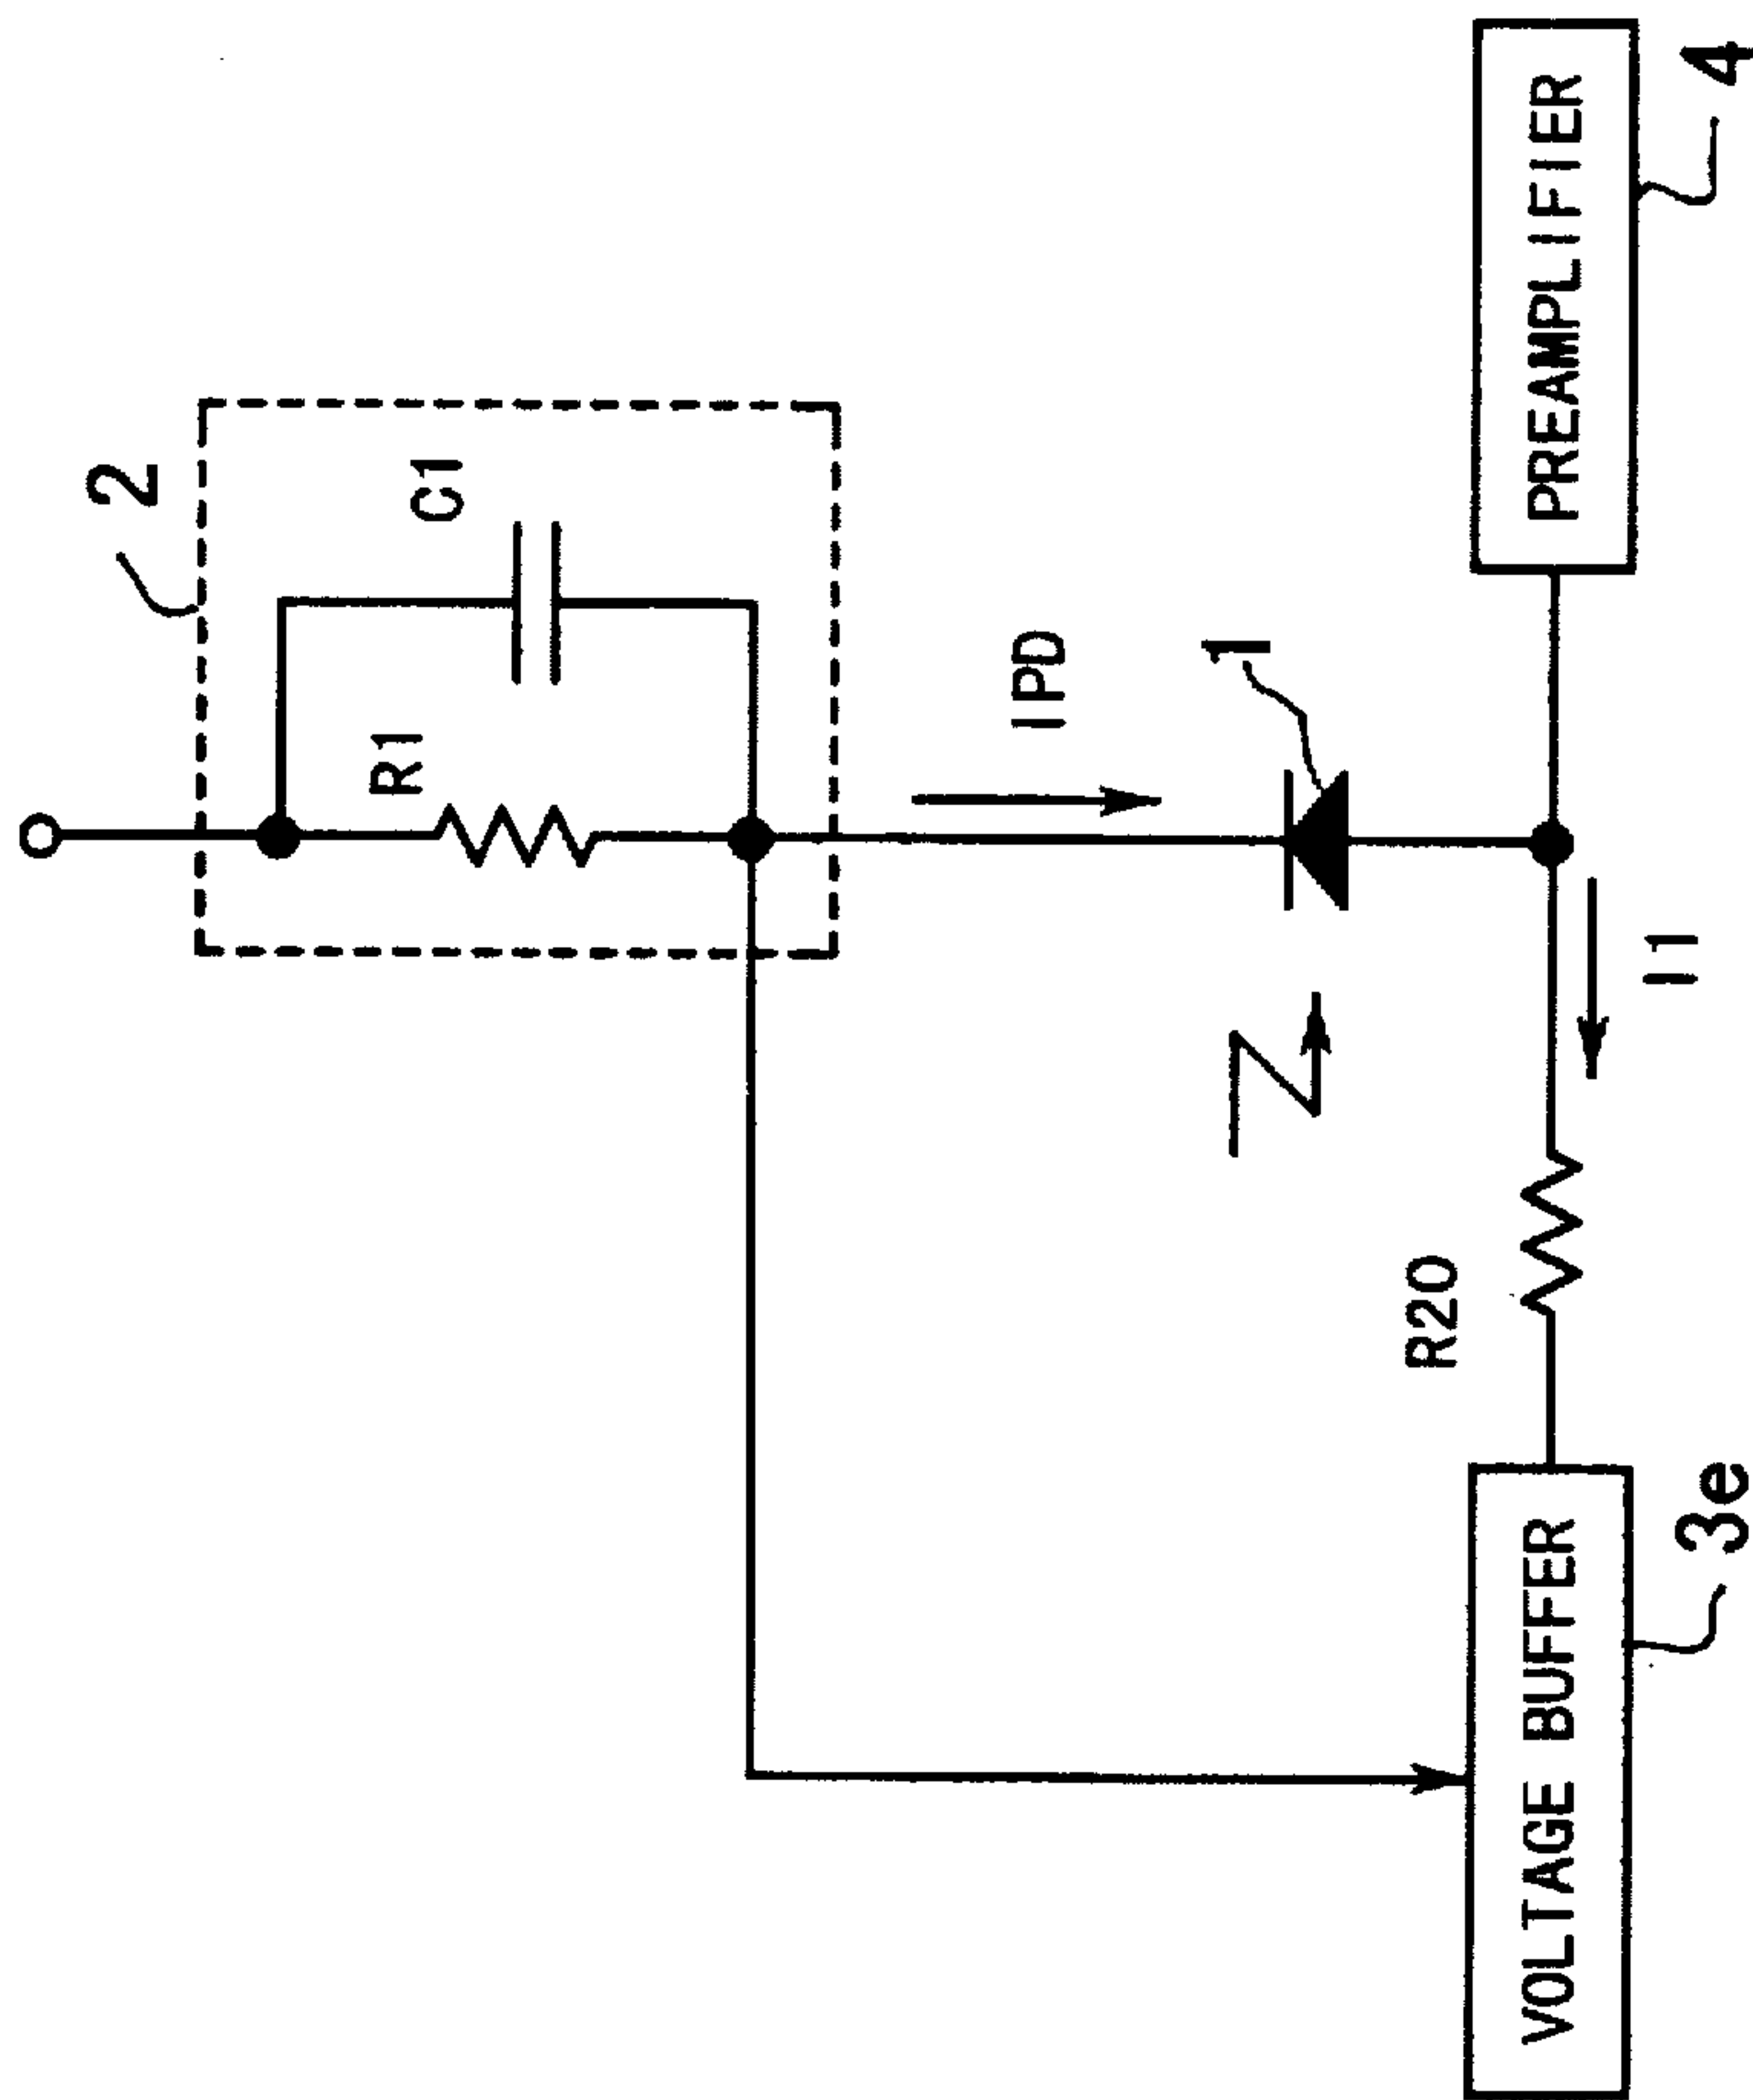 2
C1
R1
IPD
1
I1
R20
PREAMPLIFIER
4
VOLTAGE BUFFER
3e